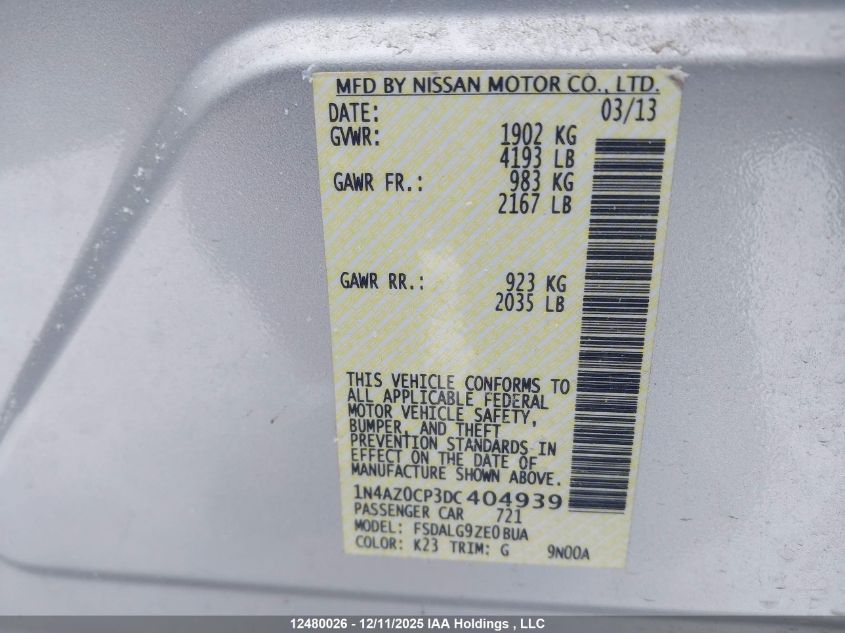 MFD BY NISSAN MOTOR CO., LTD.
DATE: 03/13
GVWR: 1902 KG
4193 LB
GAWR FR.: 983 KG
2167 LB
GAWR RR.: 923 KG
2035 LB
THIS VEHICLE CONFORMS TO
ALL APPLICABLE FEDERAL
MOTOR VEHICLE SAFETY,
BUMPER, AND THEFT
PREVENTION STANDARDS IN
EFFECT ON THE DATE OF
MANUFACTURE SHOWN ABOVE.
1N4AZ0CP3DC404939
PASSENGER CAR 721
MODEL: FSDALG9ZE0BUA
COLOR: K23 TRIM: G 9N00A
12480026 - 12/11/2025 IAA Holdings , LLC